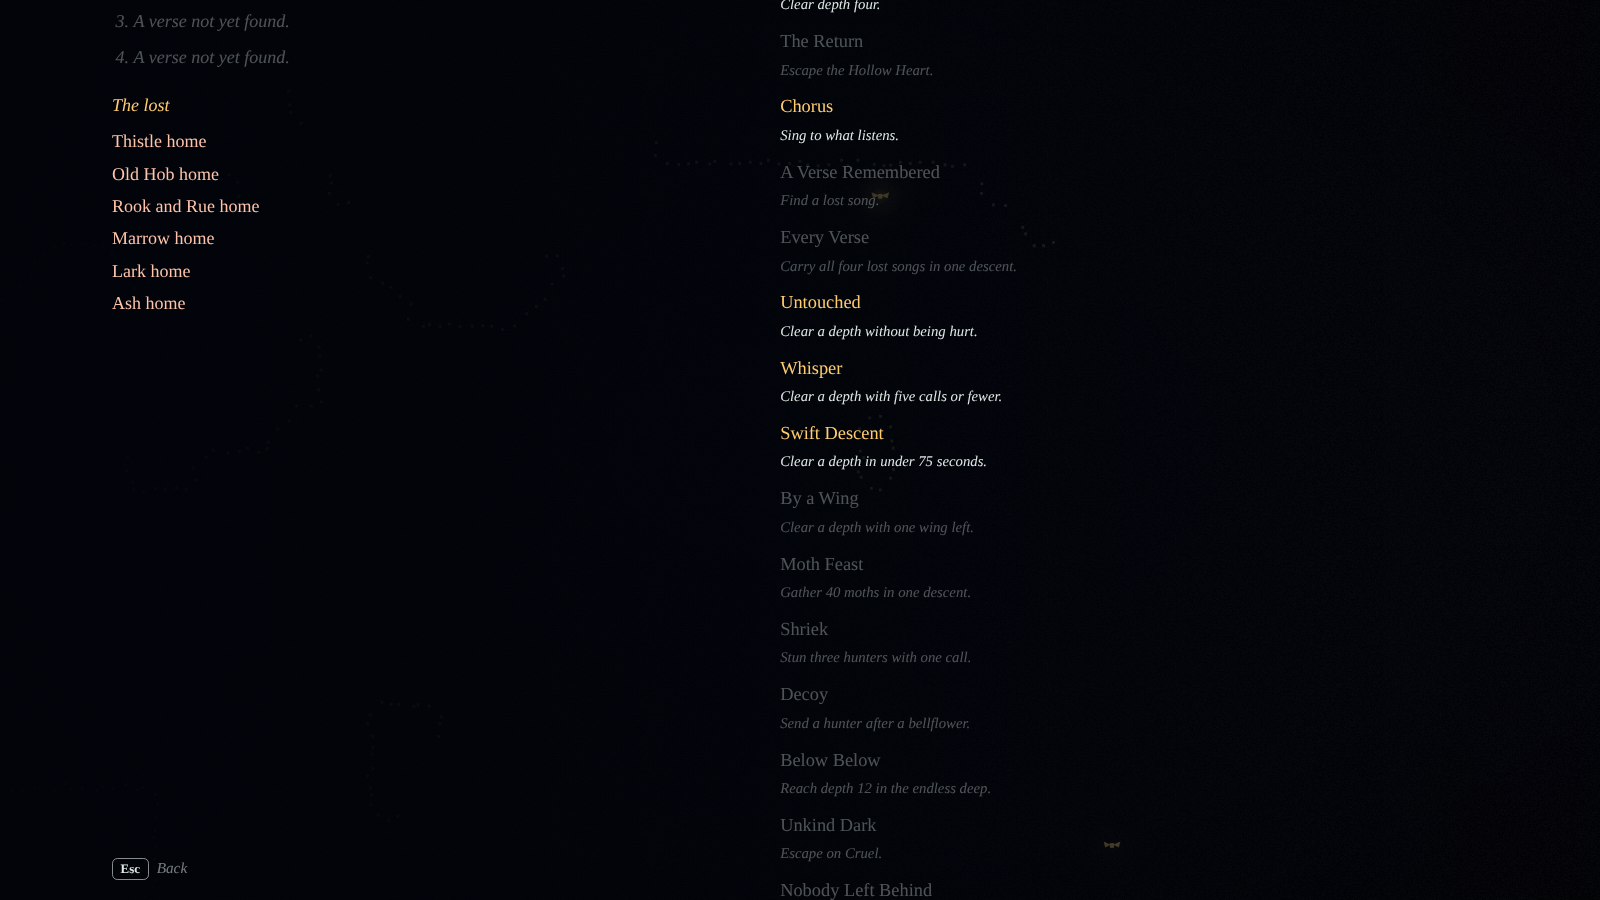 3. A verse not yet found.
4. A verse not yet found.
The lost
Thistle home
Old Hob home
Rook and Rue home
Marrow home
Lark home
Ash home
Esc Back
Clear depth four.
The Return
Escape the Hollow Heart.
Chorus
Sing to what listens.
A Verse Remembered
Find a lost song.
Every Verse
Carry all four lost songs in one descent.
Untouched
Clear a depth without being hurt.
Whisper
Clear a depth with five calls or fewer.
Swift Descent
Clear a depth in under 75 seconds.
By a Wing
Clear a depth with one wing left.
Moth Feast
Gather 40 moths in one descent.
Shriek
Stun three hunters with one call.
Decoy
Send a hunter after a bellflower.
Below Below
Reach depth 12 in the endless deep.
Unkind Dark
Escape on Cruel.
Nobody Left Behind